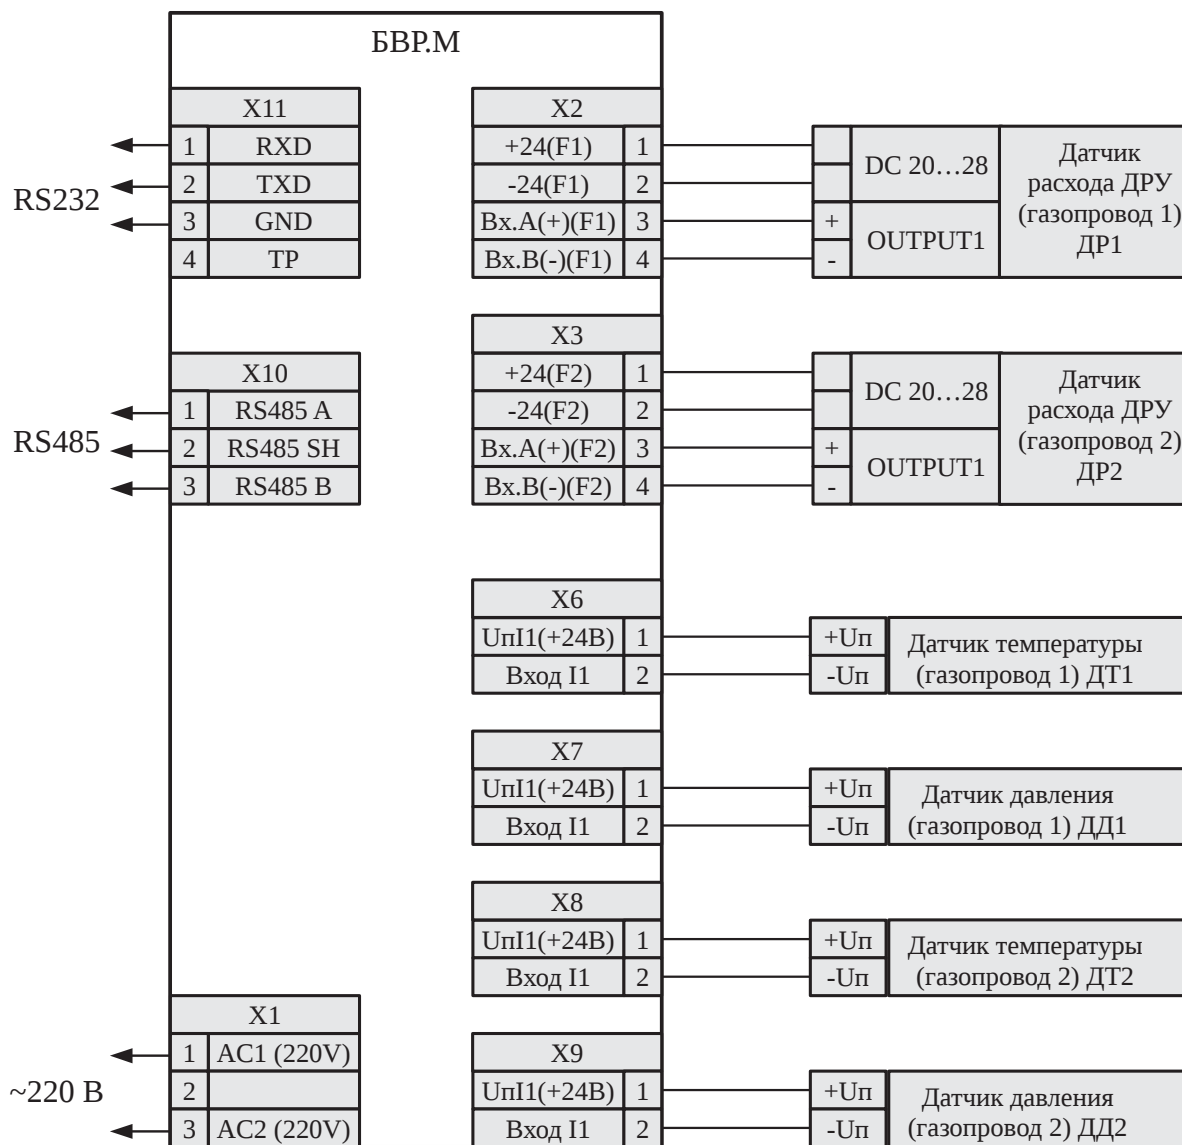 БВР.М
X11
1 RXD
2 TXD
3 GND
4 TP
RS232
X10
1 RS485 A
2 RS485 SH
3 RS485 B
RS485
X1
1 AC1 (220V)
2
3 AC2 (220V)
~220 В
X2
+24(F1) 1
-24(F1) 2
Вх.А(+)(F1) 3
Вх.В(-)(F1) 4
DC 20…28
+
-
OUTPUT1
Датчик
расхода ДРУ
(газопровод 1)
ДР1
X3
+24(F2) 1
-24(F2) 2
Вх.А(+)(F2) 3
Вх.В(-)(F2) 4
DC 20…28
+
-
OUTPUT1
Датчик
расхода ДРУ
(газопровод 2)
ДР2
X6
UпI1(+24В) 1
Вход I1 2
+Uп
-Uп
Датчик температуры
(газопровод 1) ДТ1
X7
UпI1(+24В) 1
Вход I1 2
+Uп
-Uп
Датчик давления
(газопровод 1) ДД1
X8
UпI1(+24В) 1
Вход I1 2
+Uп
-Uп
Датчик температуры
(газопровод 2) ДТ2
X9
UпI1(+24В) 1
Вход I1 2
+Uп
-Uп
Датчик давления
(газопровод 2) ДД2